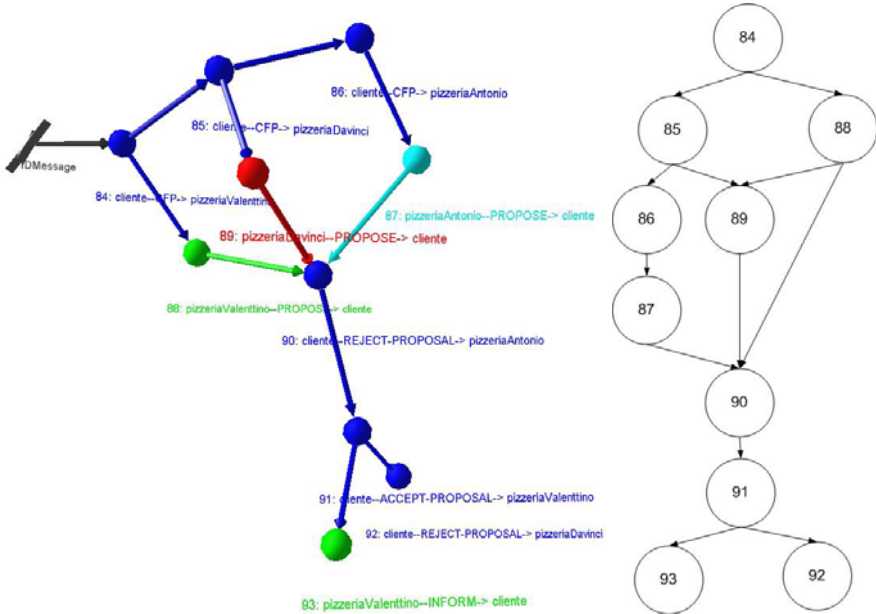 86: cliente--CFP-> pizzeriaAntonio
85: cliente--CFP-> pizzeriaDavinci
IDMessage
84: cliente--CFP-> pizzeriaValenttino
87: pizzeriaAntonio--PROPOSE-> cliente
89: pizzeriaDavinci--PROPOSE-> cliente
88: pizzeriaValenttino--PROPOSE-> cliente
90: cliente--REJECT-PROPOSAL-> pizzeriaAntonio
91: cliente--ACCEPT-PROPOSAL-> pizzeriaValenttino
92: cliente--REJECT-PROPOSAL-> pizzeriaDavinci
93: pizzeriaValenttino--INFORM-> cliente
84
85
88
86
89
87
90
91
93
92